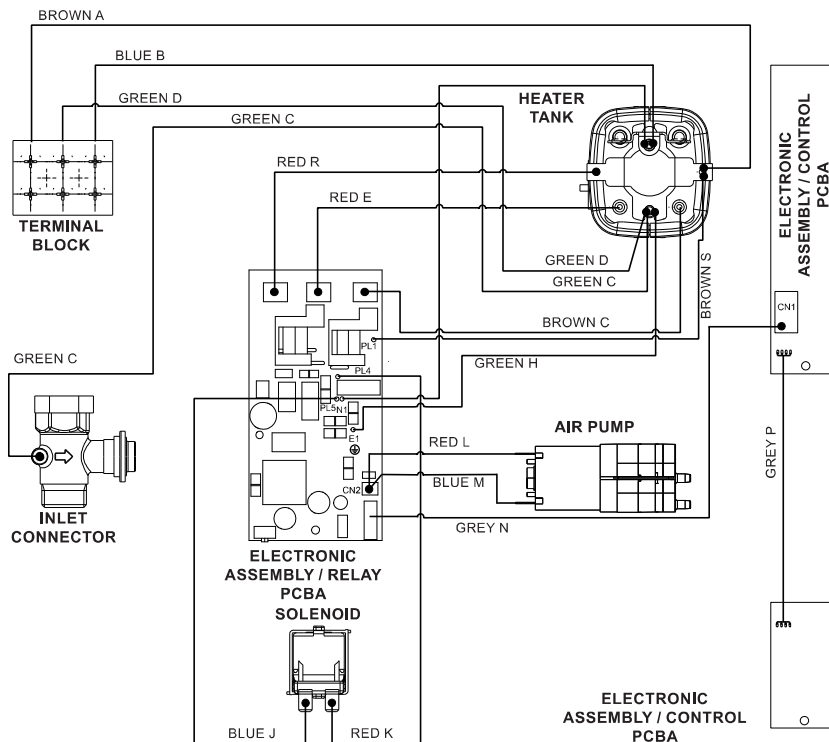 BROWN A
BLUE B
GREEN D
GREEN C
HEATER
TANK
RED R
RED E
TERMINAL
BLOCK
ELECTRONIC
ASSEMBLY / CONTROL
PCBA
GREEN D
GREEN C
BROWN S
CN1
BROWN C
PL1
GREEN C
GREEN H
PL4
PL5
N1
E1
RED L
AIR PUMP
BLUE M
CN2
GREY P
GREY N
INLET
CONNECTOR
ELECTRONIC
ASSEMBLY / RELAY
PCBA
SOLENOID
BLUE J
RED K
ELECTRONIC
ASSEMBLY / CONTROL
PCBA